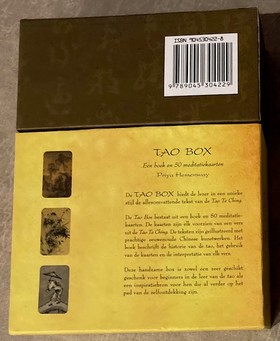 ISBN 904530422-8
9 789045 304229
TAO BOX
Een boek en 50 meditatiekaarten
Priya Hemenway
De TAO BOX biedt de lezer in een unieke
stijl de allesomvattende tekst van de Tao Te Ching.
De Tao Box bestaat uit een boek en 50 meditatie-
kaarten. De kaarten zijn elk voorzien van een vers
uit de Tao Te Ching. De teksten zijn geïllustreerd met
prachtige eeuwenoude Chinese kunstwerken. Het
boek beschrijft de historie van de tao, het gebruik
van de kaarten en de interpretatie van elk vers.
Deze handzame box is zowel een zeer geschikt
geschenk voor beginners in de leer van de tao als
een inspiratiebron voor hen die al verder op het
pad van de zelfontdekking zijn.